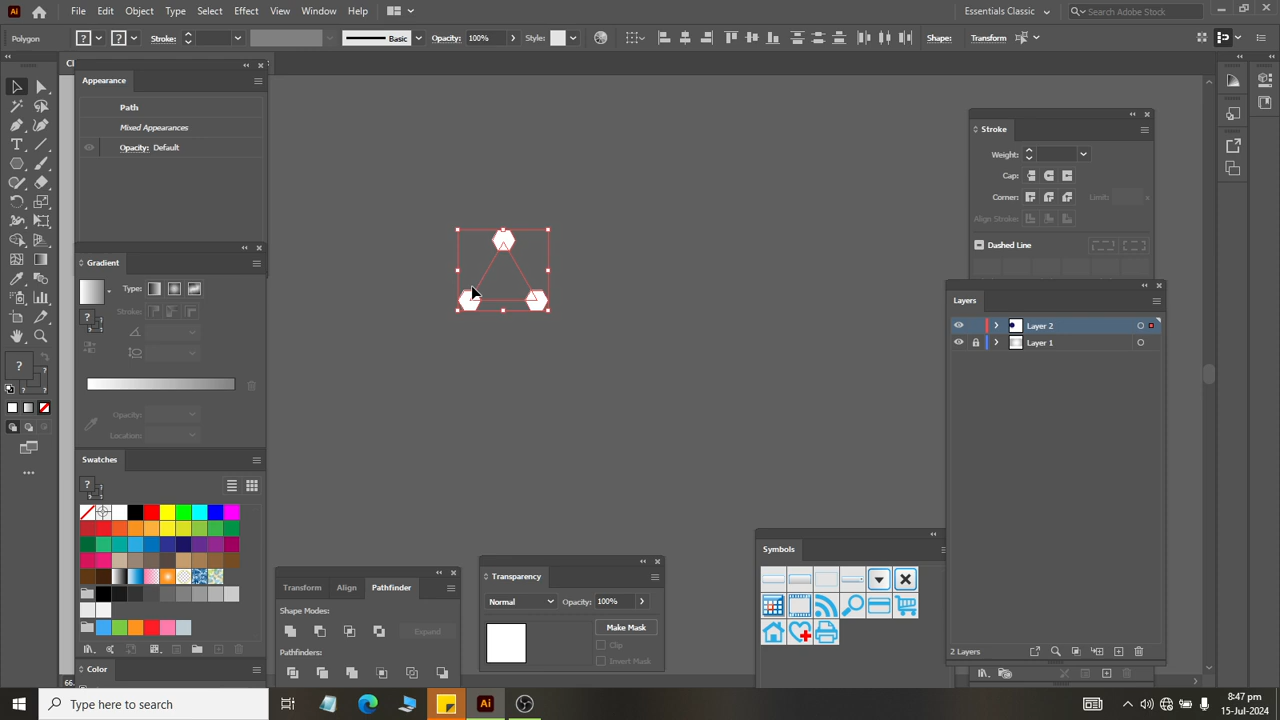 Ai
File Edit Object Type Select Effect View Window Help
Essentials Classic
Search Adobe Stock
Polygon
?
?
Stroke:
Basic
Opacity: 100%
Style:
Shape:
Transform
Appearance
Path
Mixed Appearances
Opacity: Default
Gradient
Type:
Stroke:
?
Opacity:
Location:
Swatches
?
Color
?
?
?
66.
Stroke
Weight:
Cap:
Corner:
Limit:
Align Stroke:
Dashed Line
Layers
Layer 2
Layer 1
2 Layers
Symbols
Transform Align Pathfinder
Shape Modes:
Expand
Pathfinders:
Transparency
Normal
Opacity: 100%
Make Mask
Clip
Invert Mask
Type here to search
Ai
8:47 pm
15-Jul-2024